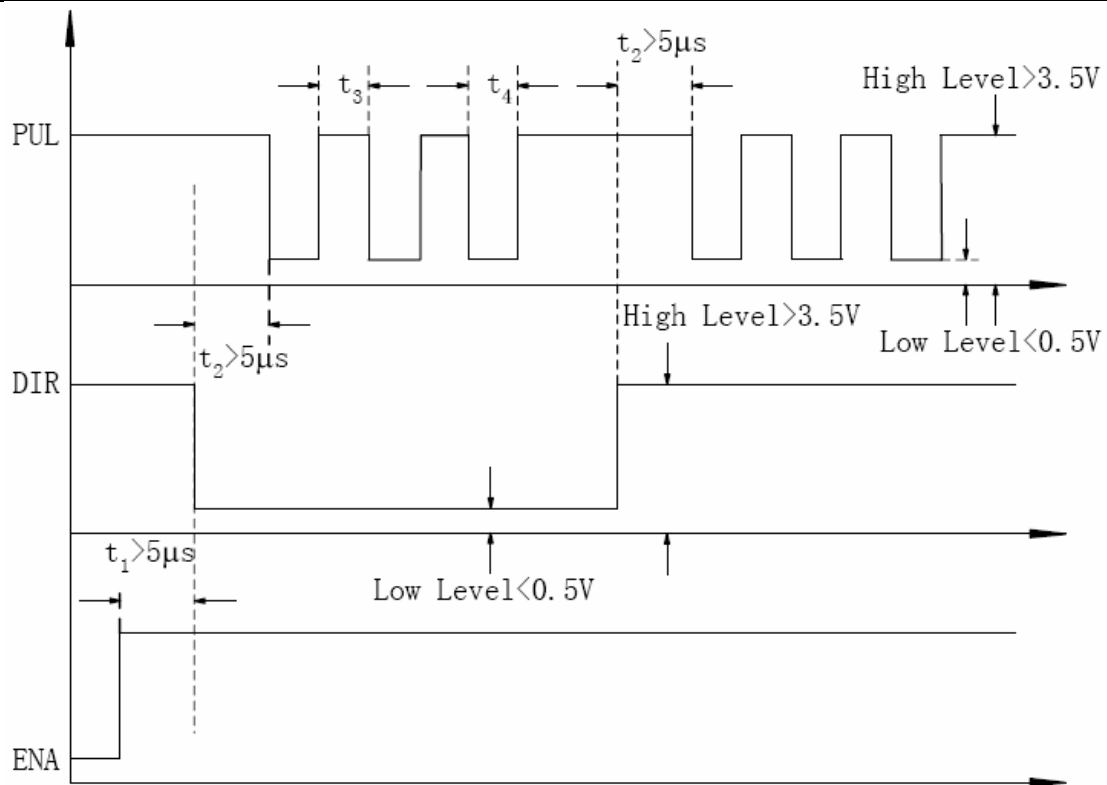 t2>5μs
t3
t4
High Level>3.5V
PUL
High Level>3.5V
Low Level<0.5V
t2>5μs
DIR
t1>5μs
Low Level<0.5V
ENA